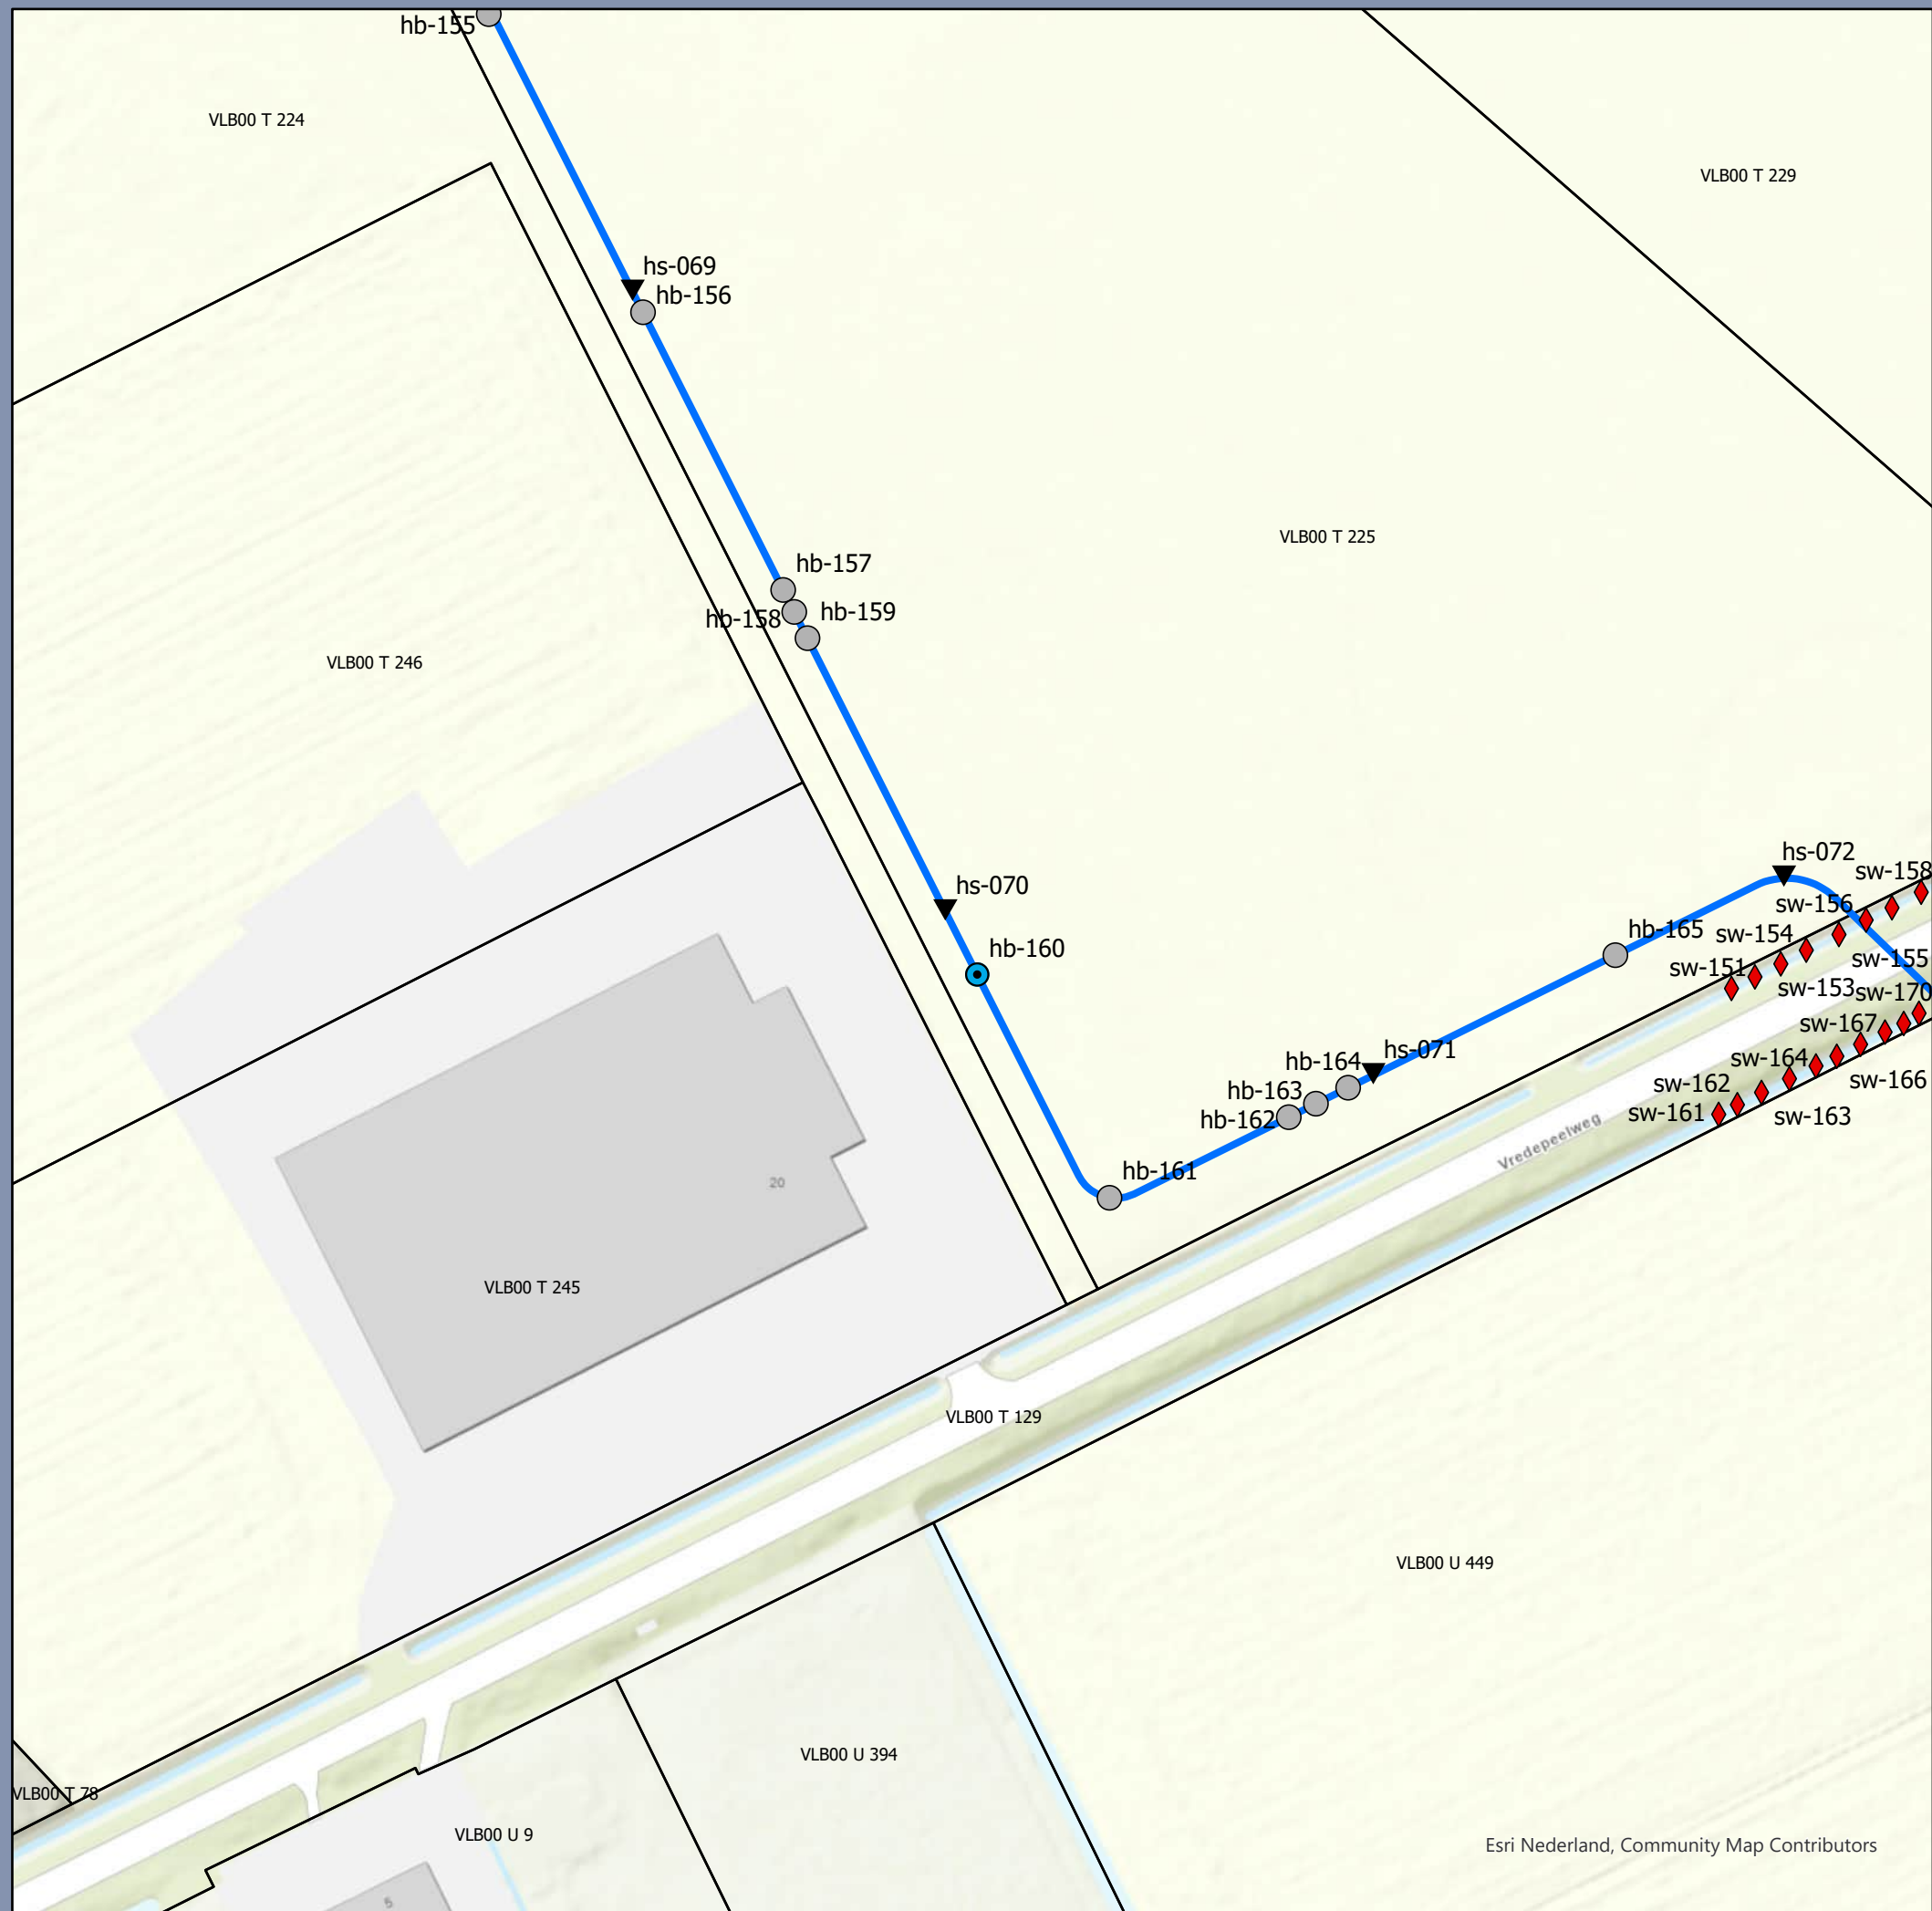 hb-155
VLB00 T 224
VLB00 T 229
hs-069
hb-156
VLB00 T 225
hb-157
hb-158
hb-159
VLB00 T 246
hs-072
sw-158
hs-070
sw-156
hb-165
sw-154
hb-160
sw-155
sw-151
sw-153
sw-170
sw-167
hs-071
hb-164
sw-164
sw-166
hb-163
sw-162
hb-162
sw-161
sw-163
Vredepeelweg
hb-161
20
VLB00 T 245
VLB00 T 129
VLB00 U 449
VLB00 U 394
VLB00 T 78
VLB00 U 9
Esri Nederland, Community Map Contributors
5